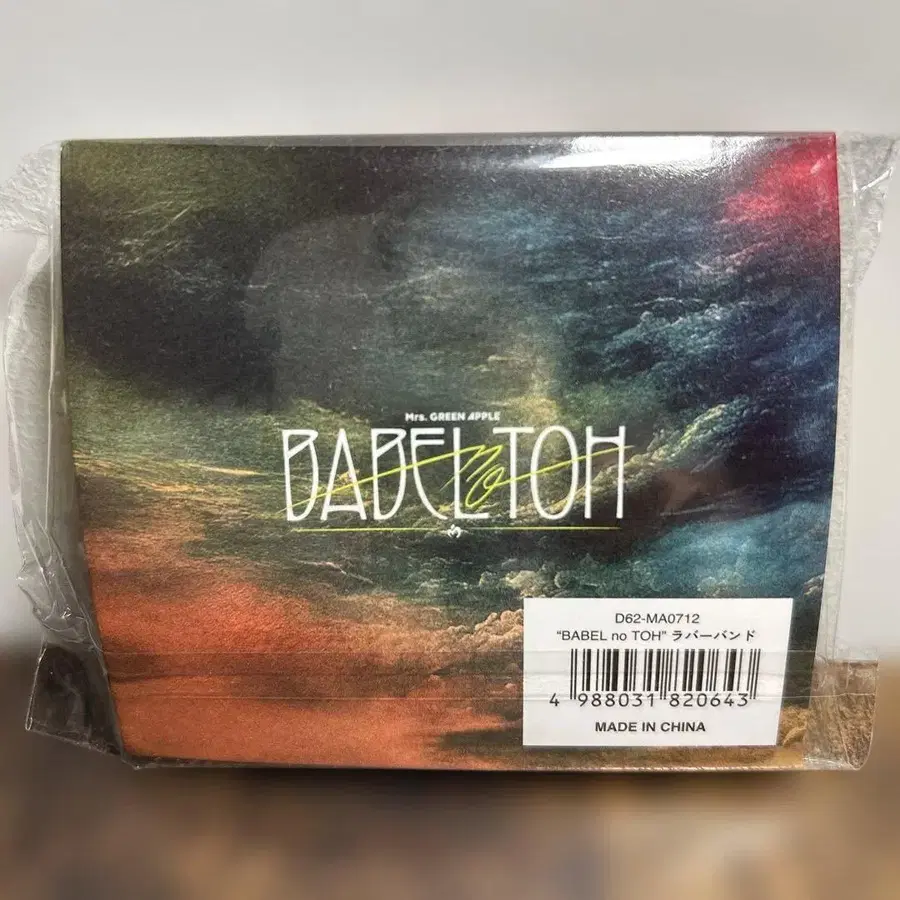 Mrs. GREEN APPLE
BABEL no TOH
D62-MA0712
“BABEL no TOH” ラバーバンド
4 988031 820643
MADE IN CHINA